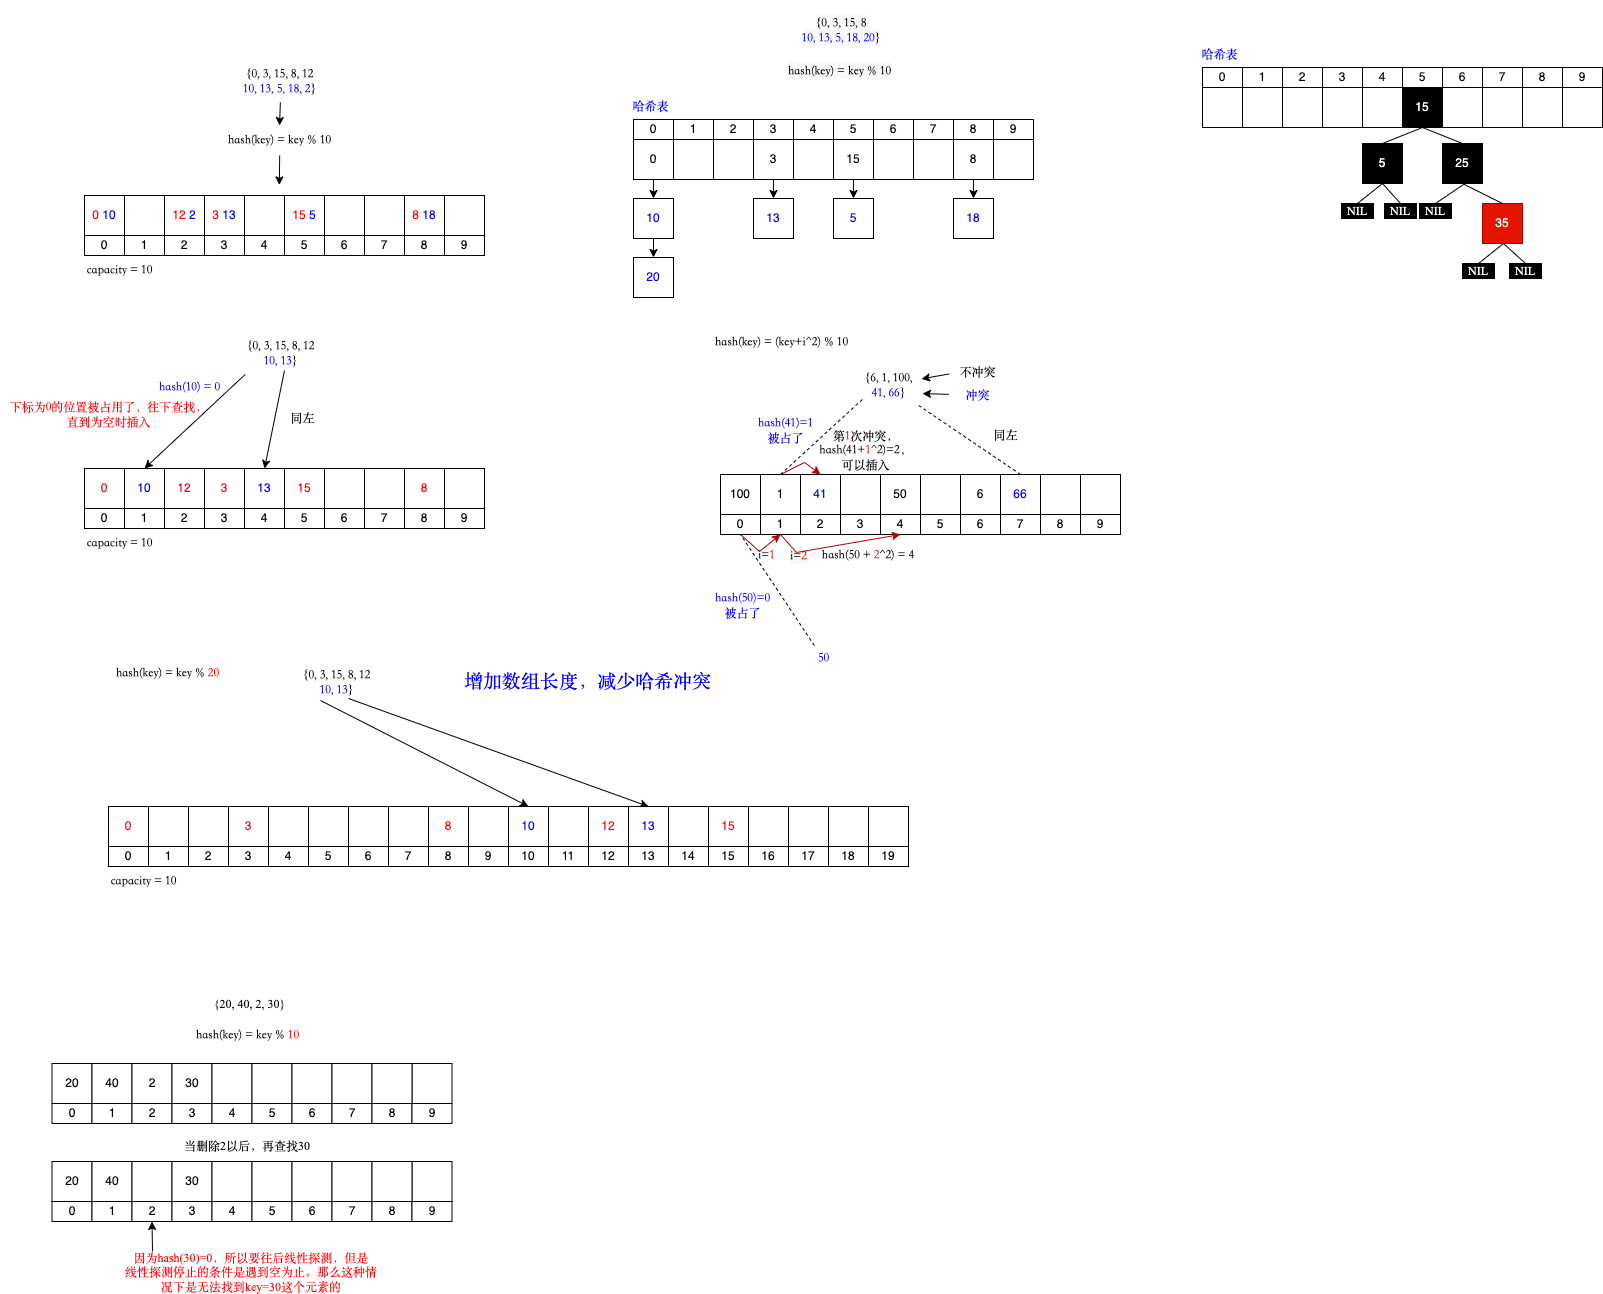 {0, 3, 15, 8, 12
10, 13, 5, 18, 2}
hash(key) = key % 10
0 10 12 2 3 13 15 5 8 18
0 1 2 3 4 5 6 7 8 9
capacity = 10
{0, 3, 15, 8
10, 13, 5, 18, 20}
hash(key) = key % 10
哈希表
0 1 2 3 4 5 6 7 8 9
0 3 15 8
10 13 5 18
20
哈希表
0 1 2 3 4 5 6 7 8 9
15
5 25
NIL NIL NIL
35
NIL NIL
{0, 3, 15, 8, 12
10, 13}
hash(10) = 0
下标为0的位置被占用了，往下查找，
直到为空时插入
同左
0 10 12 3 13 15 8
0 1 2 3 4 5 6 7 8 9
capacity = 10
hash(key) = (key+i^2) % 10
{6, 1, 100,
41, 66}
不冲突
冲突
hash(41)=1
被占了
第1次冲突，
hash(41+1^2)=2，
可以插入
同左
100 1 41 50 6 66
0 1 2 3 4 5 6 7 8 9
i=1 i=2 hash(50 + 2^2) = 4
hash(50)=0
被占了
50
hash(key) = key % 20
{0, 3, 15, 8, 12
10, 13}
增加数组长度，减少哈希冲突
0 3 8 10 12 13 15
0 1 2 3 4 5 6 7 8 9 10 11 12 13 14 15 16 17 18 19
capacity = 10
{20, 40, 2, 30}
hash(key) = key % 10
20 40 2 30
0 1 2 3 4 5 6 7 8 9
当删除2以后，再查找30
20 40 30
0 1 2 3 4 5 6 7 8 9
因为hash(30)=0，所以要往后线性探测，但是
线性探测停止的条件是遇到空为止。那么这种情
况下是无法找到key=30这个元素的